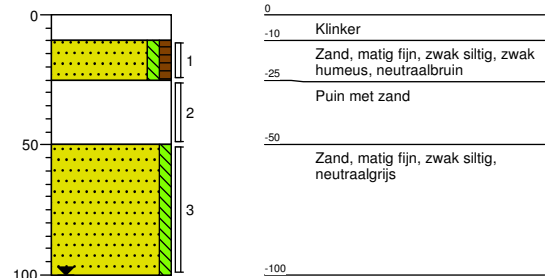 0
50
100
1
2
3
0
Klinker
-10
Zand, matig fijn, zwak siltig, zwak
humeus, neutraalbruin
-25
Puin met zand
-50
Zand, matig fijn, zwak siltig,
neutraalgrijs
-100